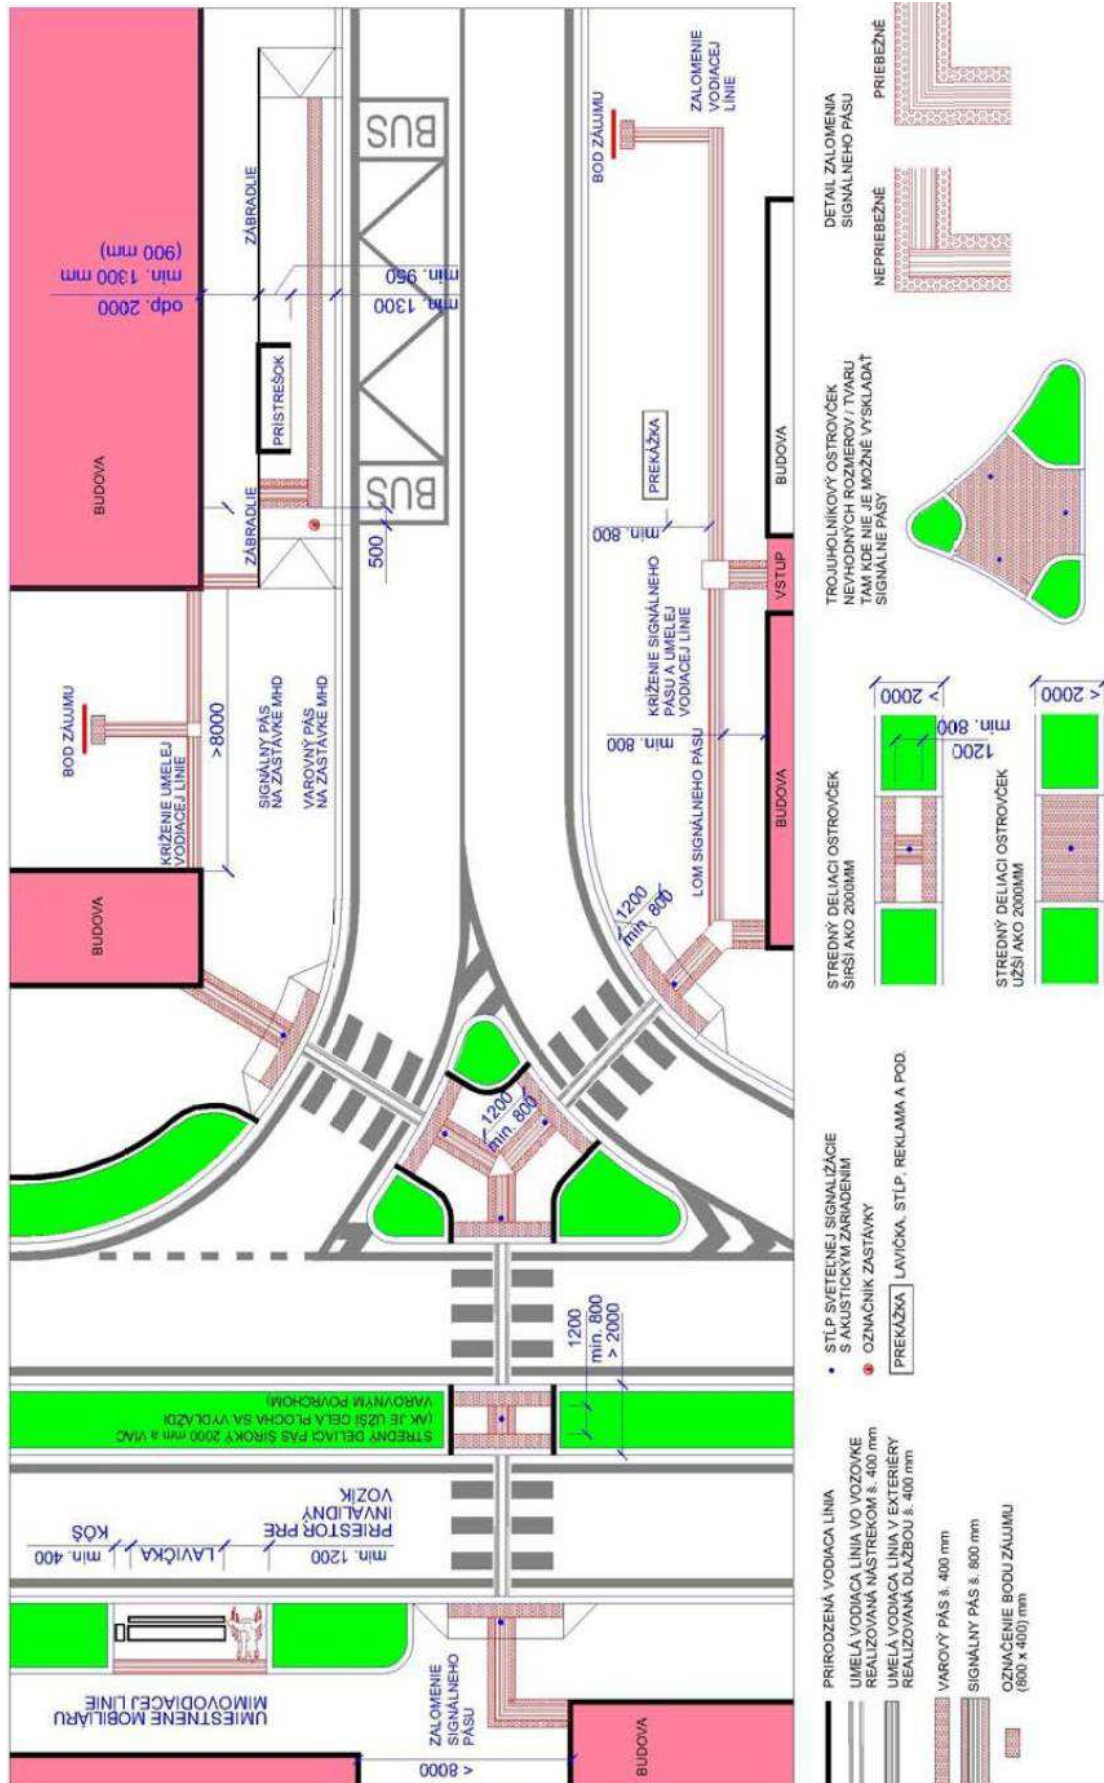 BUDOVA
ZÁBRADLIE
odp. 2000
min. 1300 mm
(900 mm)
PRÍSTREŠOK
ZÁBRADLIE
min. 1300
min. 950
BUS
BUS
500
BOD ZÁUJMU
ZALOMENIE
VODIACEJ
LÍNIE
PREKÁŽKA
min. 800
BUDOVA
VSTUP
KRÍŽENIE SIGNÁLNEHO
PÁSU A UMELEJ
VODIACEJ LÍNIE
min. 800
LOM SIGNÁLNEHO PÁSU
BUDOVA
BOD ZÁUJMU
KRÍŽENIE UMELEJ
VODIACEJ LÍNIE
>8000
SIGNÁLNY PÁS
NA ZASTÁVKE MHD
VAROVNÝ PÁS
NA ZASTÁVKE MHD
BUDOVA
1200
min. 800
1200
min. 800
1200
min. 800
> 2000
STREDNÝ DELIACI PÁS ŠIROKÝ 2000 mm a VIAC
(AK JE UŽŠÍ CELÁ PLOCHA SA VYDLÁŽDI
VAROVNÝM POVRCHOM)
min. 400
KÔŠ
LAVIČKA
min. 1200
PRIESTOR PRE
INVALIDNÝ
VOZÍK
UMIESTNENIE MOBILIÁRU
MIMOVODIACEJ LÍNIE
ZALOMENIE
SIGNÁLNEHO
PÁSU
< 8000
BUDOVA
DETAIL ZALOMENIA
SIGNÁLNEHO PÁSU
NEPRIEBEŽNÉ
PRIEBEŽNÉ
TROJUHOLNÍKOVÝ OSTROVČEK
NEVHODNÝCH ROZMEROV / TVARU
TAM KDE NIE JE MOŽNÉ VYSKLADAŤ
SIGNÁLNE PÁSY
STREDNÝ DELIACI OSTROVČEK
ŠIRŠÍ AKO 2000MM
< 2000
1200
min. 800
STREDNÝ DELIACI OSTROVČEK
UŽŠÍ AKO 2000MM
< 2000
STĹP SVETEĽNEJ SIGNALIZÁCIE
S AKUSTICKÝM ZARIADENÍM
OZNAČNÍK ZASTÁVKY
PREKÁŽKA LAVIČKA, STĹP, REKLAMA A POD.
PRIRODZENÁ VODIACA LÍNIA
UMELÁ VODIACA LÍNIA VO VOZOVKE
REALIZOVANÁ NÁSTREKOM š. 400 mm
UMELÁ VODIACA LÍNIA V EXTERIÉRY
REALIZOVANÁ DLAŽBOU š. 400 mm
VAROVÝ PÁS š. 400 mm
SIGNÁLNY PÁS š. 800 mm
OZNAČENIE BODU ZÁUJMU
(800 x 400) mm